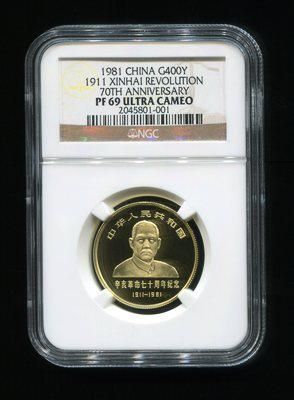 1981 CHINA G400Y
1911 XINHAI REVOLUTION
70TH ANNIVERSARY
PF 69 ULTRA CAMEO
2045801-001
NGC
中华人民共和国
辛亥革命七十周年纪念
1911-1981